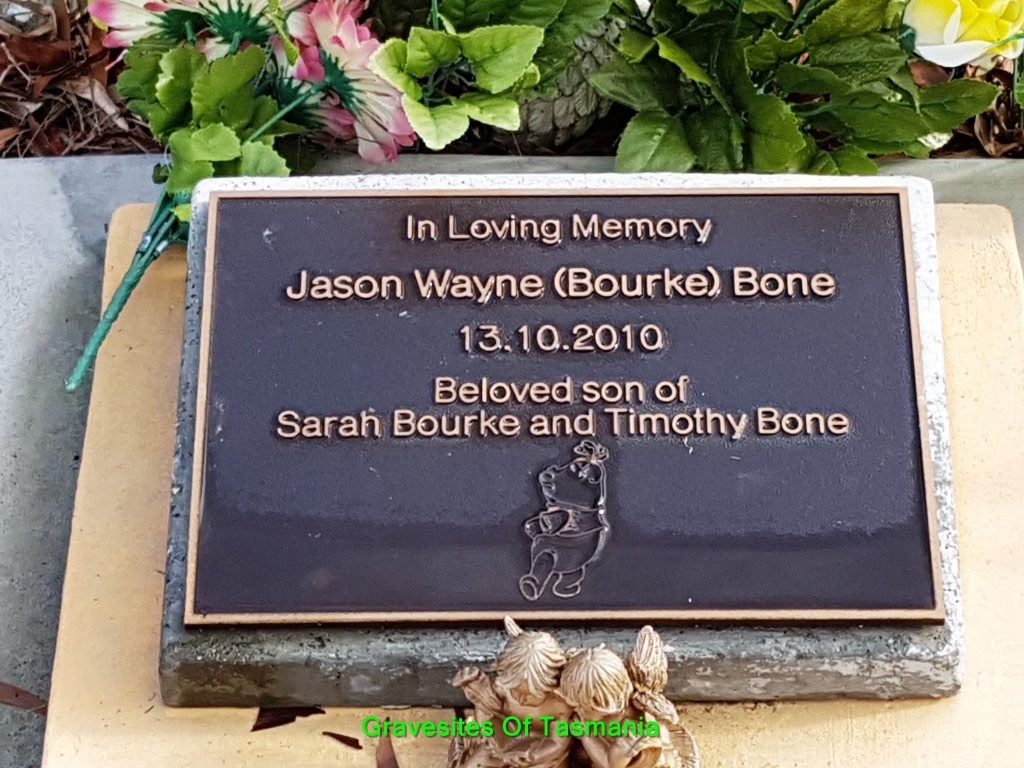 In Loving Memory
Jason Wayne (Bourke) Bone
13.10.2010
Beloved son of
Sarah Bourke and Timothy Bone
Gravesites Of Tasmania